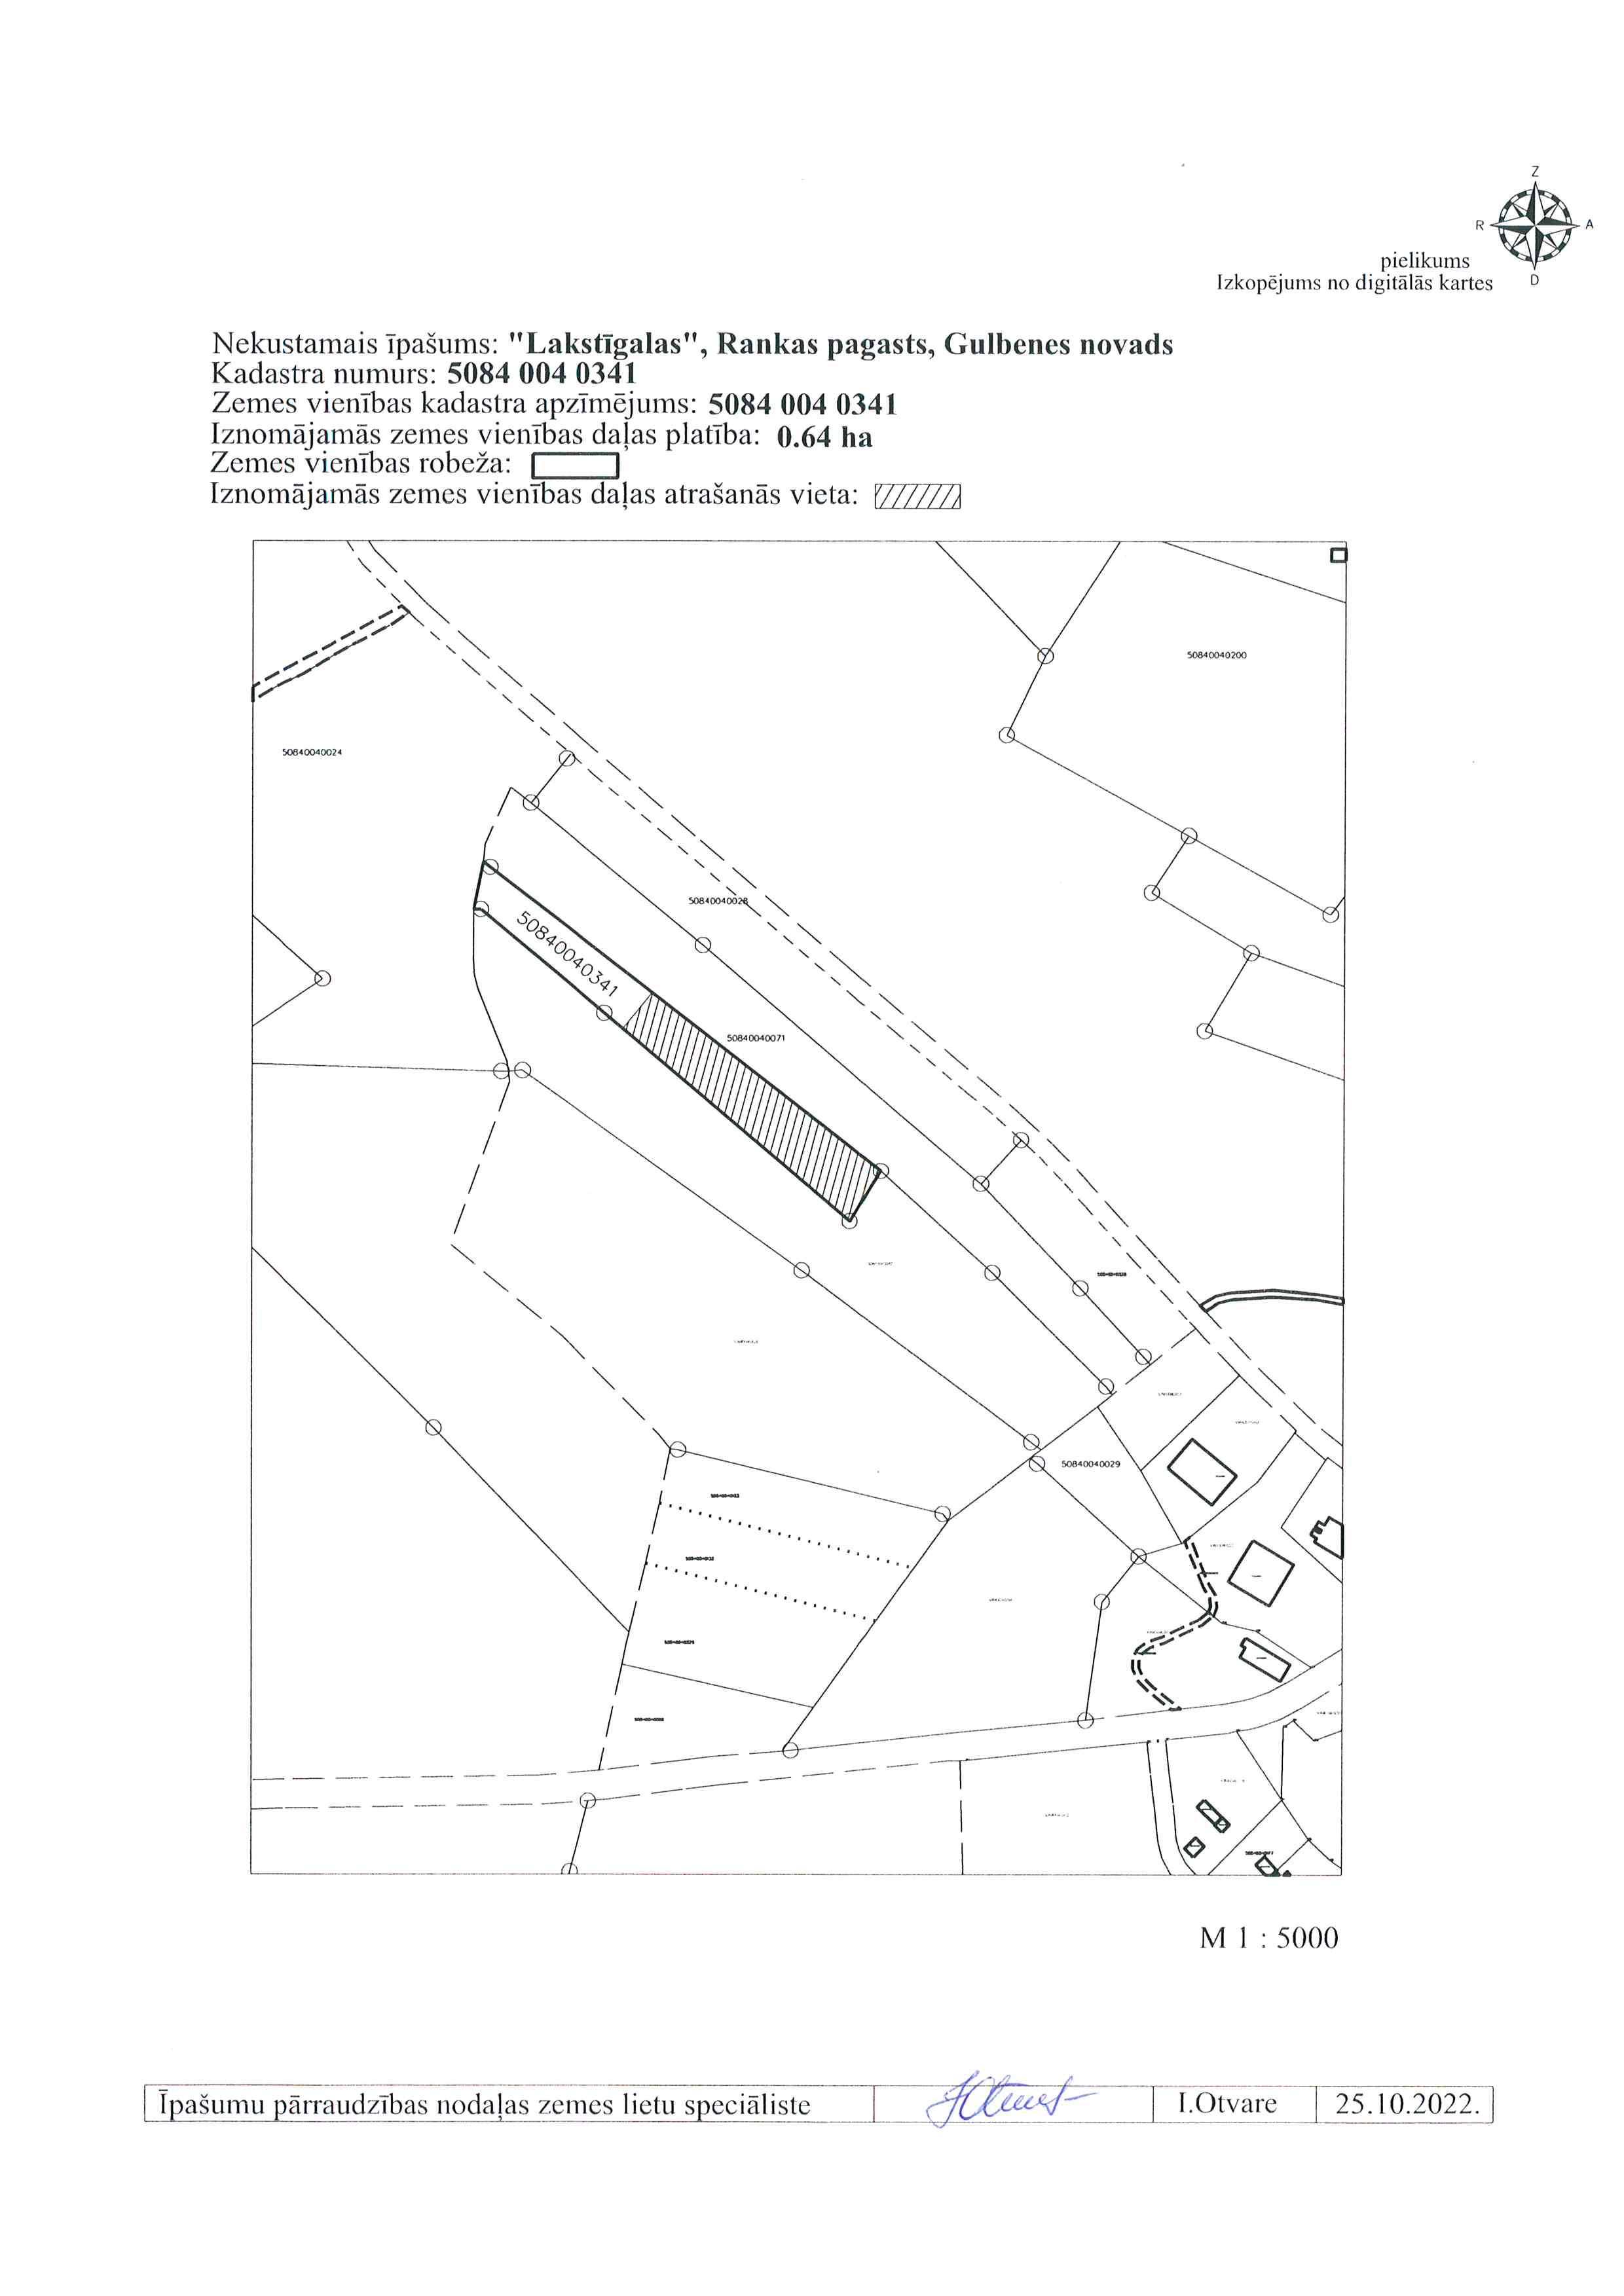 Z
R A
D
pielikums
Izkopējums no digitālās kartes
Nekustamais īpašums: "Lakstīgalas", Rankas pagasts, Gulbenes novads
Kadastra numurs: 5084 004 0341
Zemes vienības kadastra apzīmējums: 5084 004 0341
Iznomājamās zemes vienības daļas platība: 0.64 ha
Zemes vienības robeža:
Iznomājamās zemes vienības daļas atrašanās vieta:
50840040200
50840040024
50840040028
50840040341
50840040071
50840040029
M 1 : 5000
Īpašumu pārraudzības nodaļas zemes lietu speciāliste I.Otvare 25.10.2022.